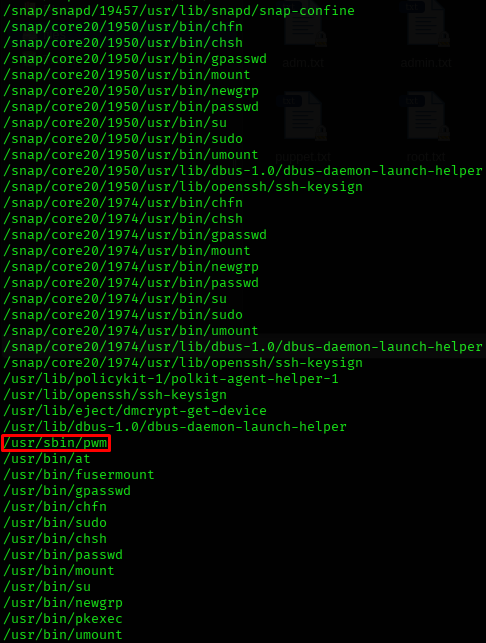 /snap/snapd/19457/usr/lib/snapd/snap-confine
/snap/core20/1950/usr/bin/chfn
/snap/core20/1950/usr/bin/chsh
/snap/core20/1950/usr/bin/gpasswd
/snap/core20/1950/usr/bin/mount
/snap/core20/1950/usr/bin/newgrp
/snap/core20/1950/usr/bin/passwd
/snap/core20/1950/usr/bin/su
/snap/core20/1950/usr/bin/sudo
/snap/core20/1950/usr/bin/umount
/snap/core20/1950/usr/lib/dbus-1.0/dbus-daemon-launch-helper
/snap/core20/1950/usr/lib/openssh/ssh-keysign
/snap/core20/1974/usr/bin/chfn
/snap/core20/1974/usr/bin/chsh
/snap/core20/1974/usr/bin/gpasswd
/snap/core20/1974/usr/bin/mount
/snap/core20/1974/usr/bin/newgrp
/snap/core20/1974/usr/bin/passwd
/snap/core20/1974/usr/bin/su
/snap/core20/1974/usr/bin/sudo
/snap/core20/1974/usr/bin/umount
/snap/core20/1974/usr/lib/dbus-1.0/dbus-daemon-launch-helper
/snap/core20/1974/usr/lib/openssh/ssh-keysign
/usr/lib/policykit-1/polkit-agent-helper-1
/usr/lib/openssh/ssh-keysign
/usr/lib/eject/dmcrypt-get-device
/usr/lib/dbus-1.0/dbus-daemon-launch-helper
/usr/sbin/pwm
/usr/bin/at
/usr/bin/fusermount
/usr/bin/gpasswd
/usr/bin/chfn
/usr/bin/sudo
/usr/bin/chsh
/usr/bin/passwd
/usr/bin/mount
/usr/bin/su
/usr/bin/newgrp
/usr/bin/pkexec
/usr/bin/umount